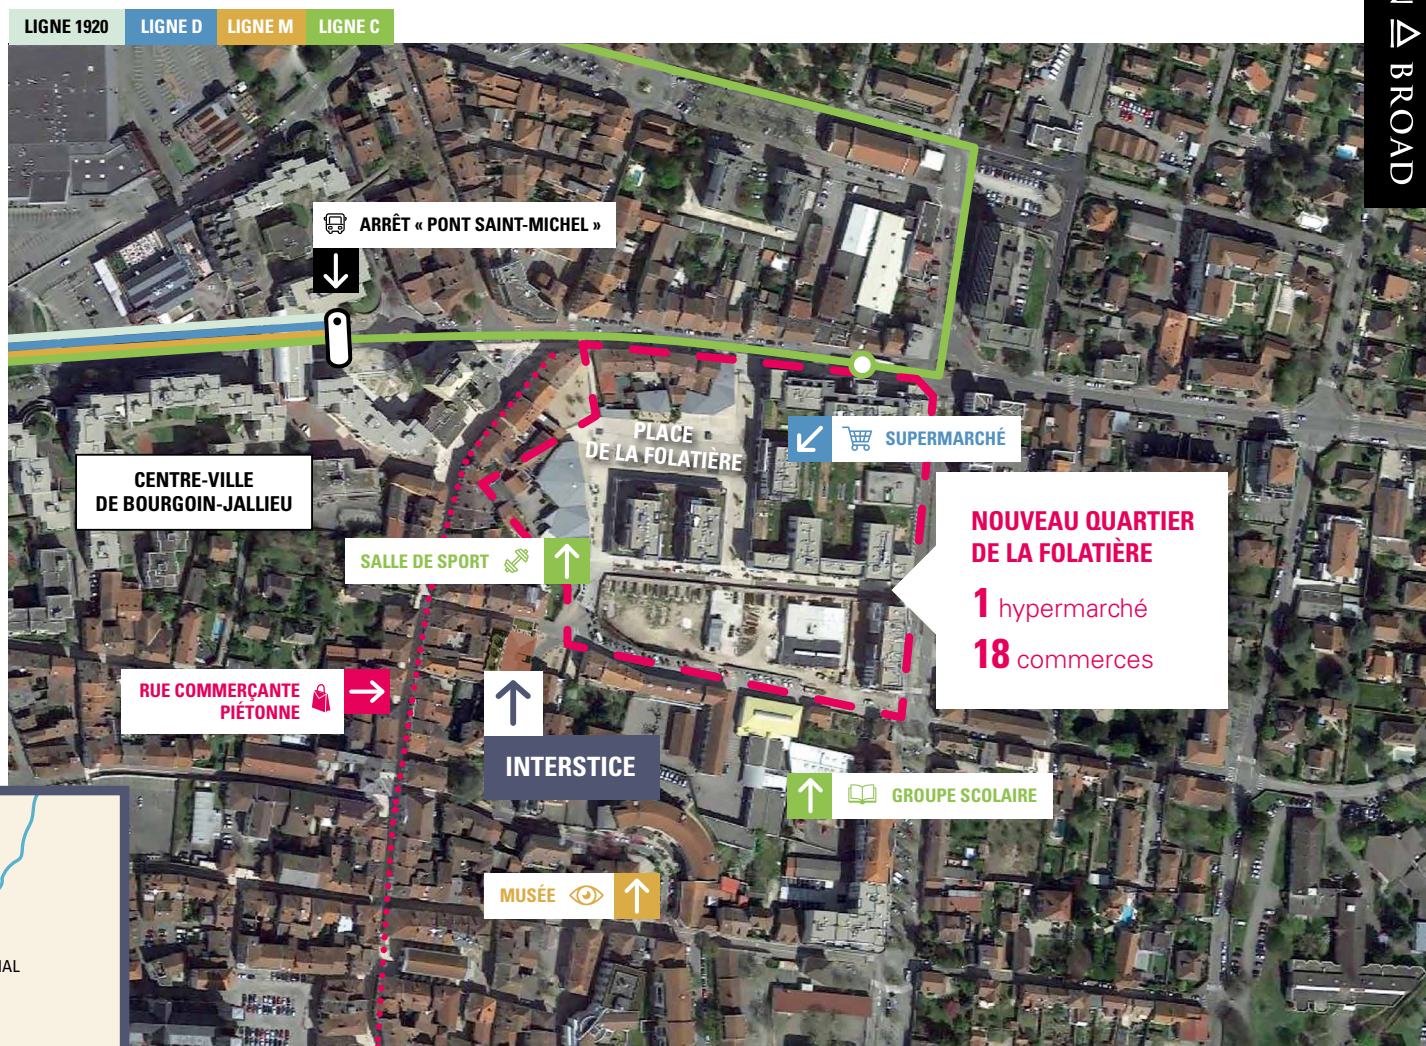 LIGNE 1920 LIGNE D LIGNE M LIGNE C
BROAD
ARRÊT « PONT SAINT-MICHEL »
PLACE
DE LA FOLATIÈRE
SUPERMARCHÉ
CENTRE-VILLE
DE BOURGOIN-JALLIEU
NOUVEAU QUARTIER
DE LA FOLATIÈRE
1 hypermarché
18 commerces
SALLE DE SPORT
RUE COMMERÇANTE
PIÉTONNE
INTERSTICE
GROUPE SCOLAIRE
MUSÉE